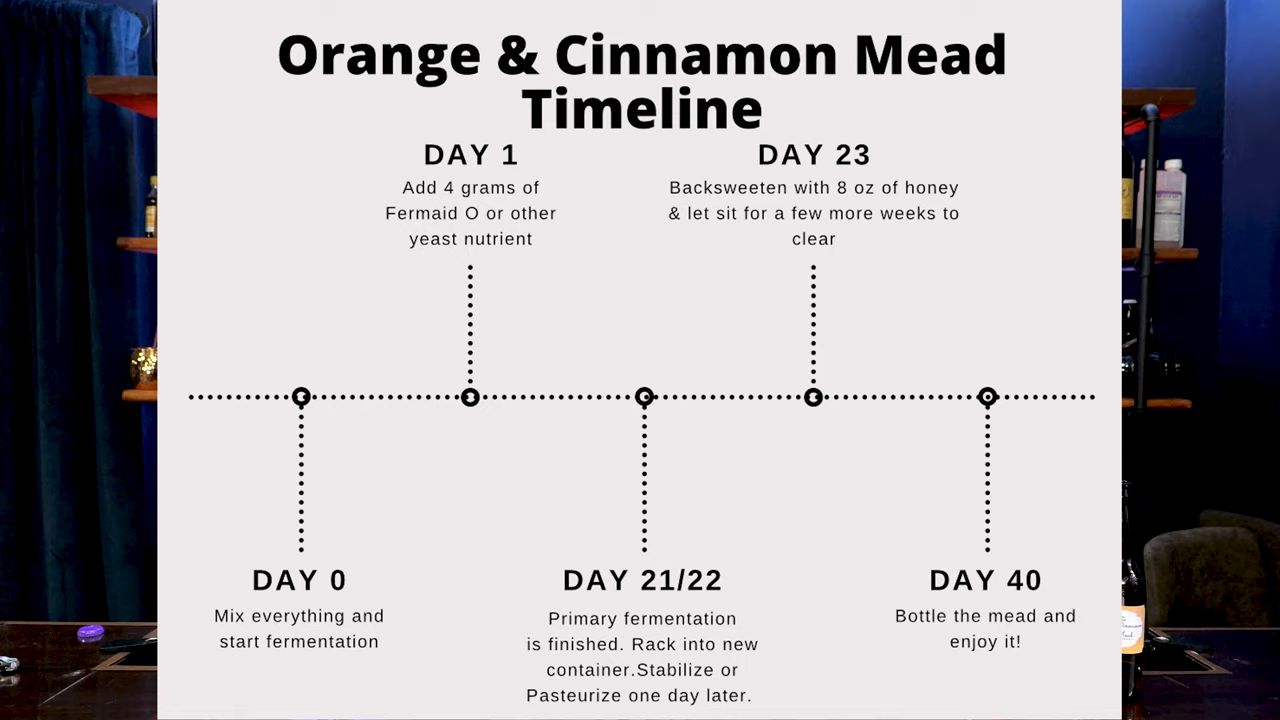 Orange & Cinnamon Mead
Timeline
DAY 1
Add 4 grams of
Fermaid O or other
yeast nutrient
DAY 23
Backsweeten with 8 oz of honey
& let sit for a few more weeks to
clear
DAY 0
Mix everything and
start fermentation
DAY 21/22
Primary fermentation
is finished. Rack into new
container.Stabilize or
Pasteurize one day later.
DAY 40
Bottle the mead and
enjoy it!